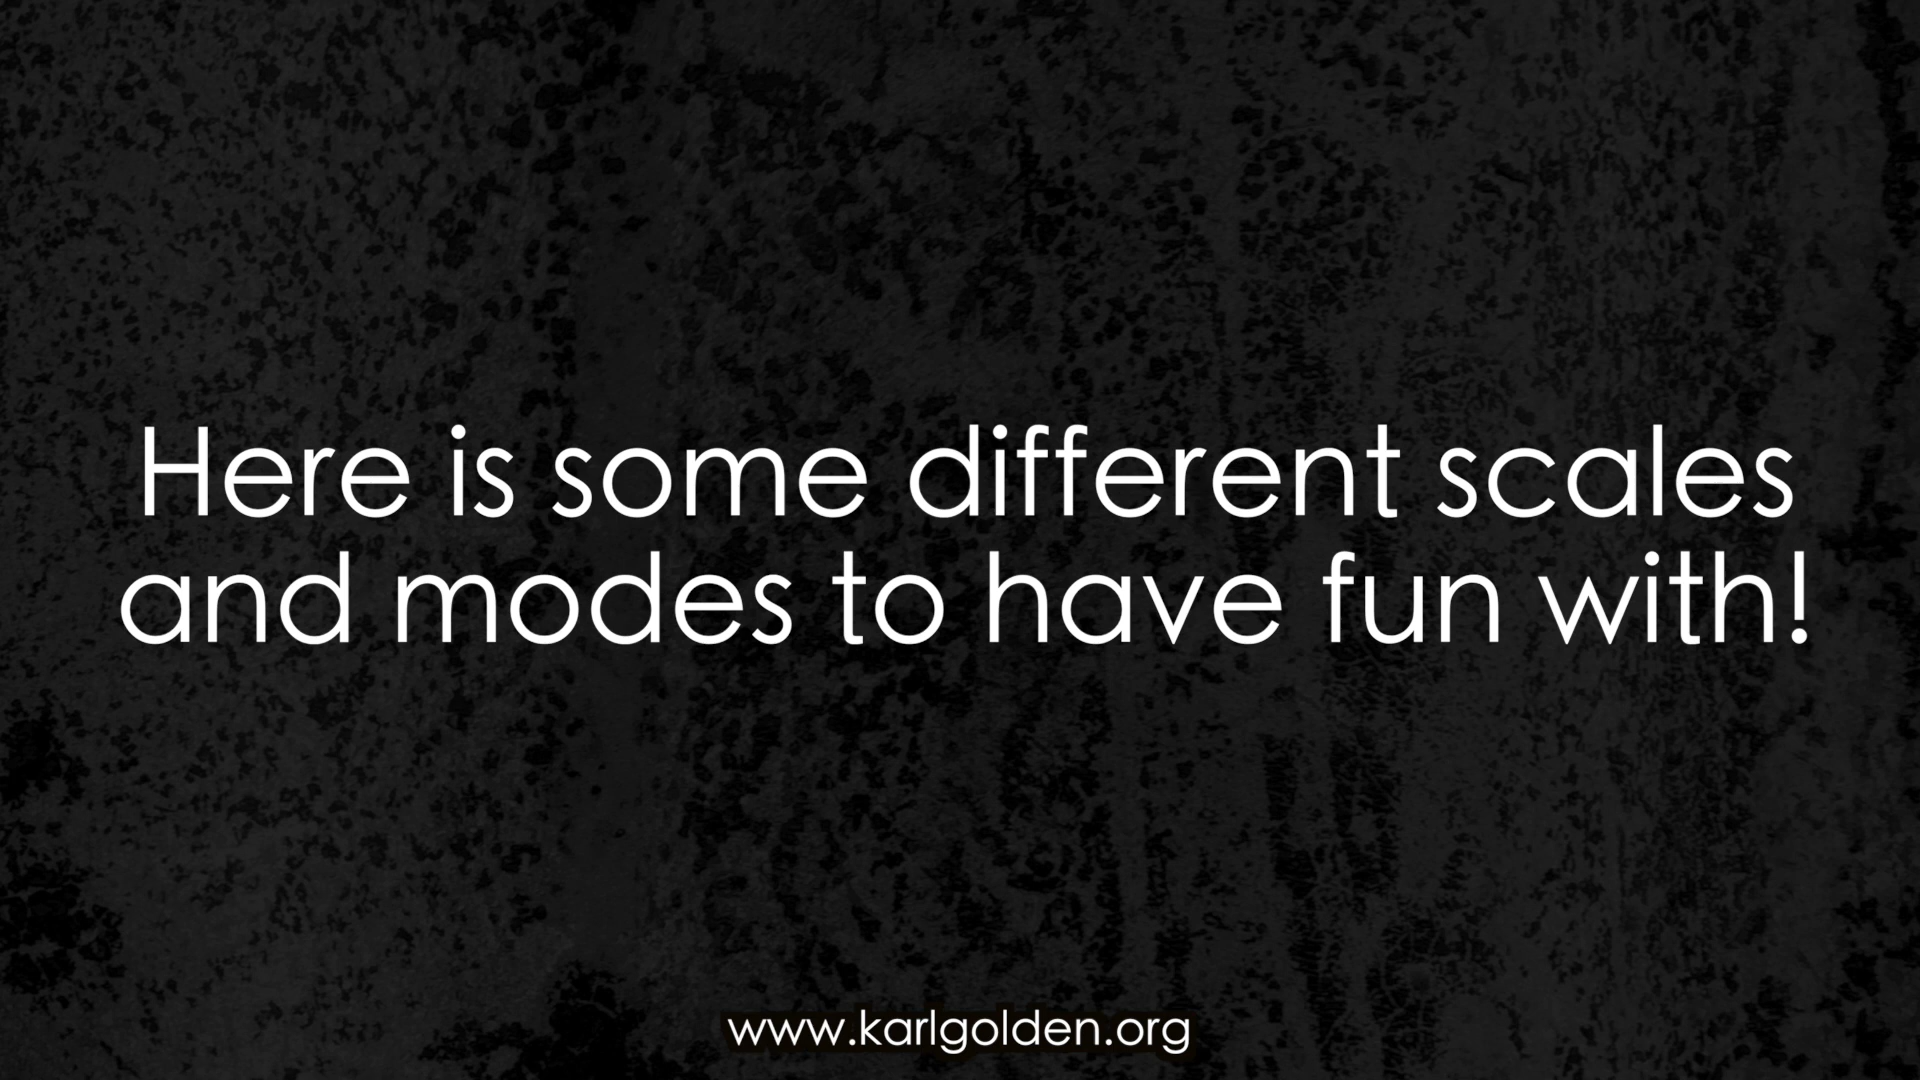 Here is some different scales
and modes to have fun with!
www.karlgolden.org